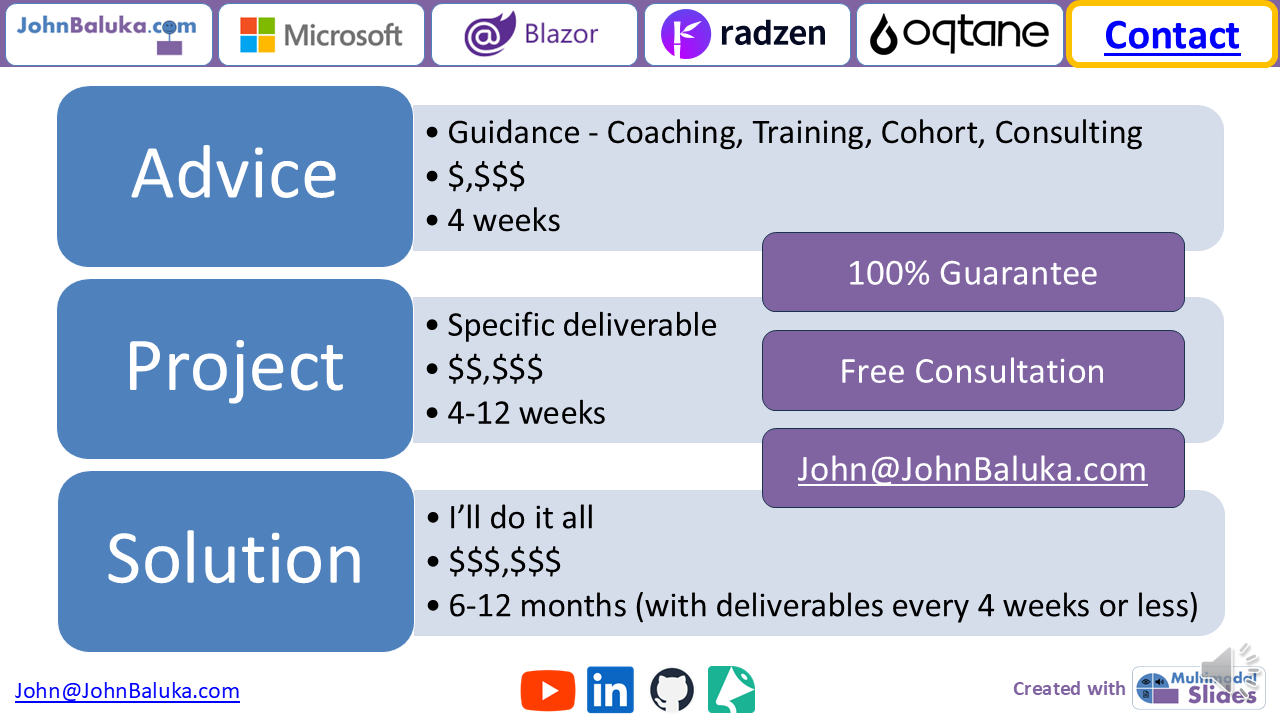 JohnBaluka.com
Microsoft
Blazor
radzen
oqtane
Contact
Advice
• Guidance - Coaching, Training, Cohort, Consulting
• $,$$$
• 4 weeks
100% Guarantee
Project
• Specific deliverable
• $$,$$$
• 4-12 weeks
Free Consultation
John@JohnBaluka.com
Solution
• I’ll do it all
• $$$,$$$
• 6-12 months (with deliverables every 4 weeks or less)
John@JohnBaluka.com
in
Created with
Multimodal
Slides